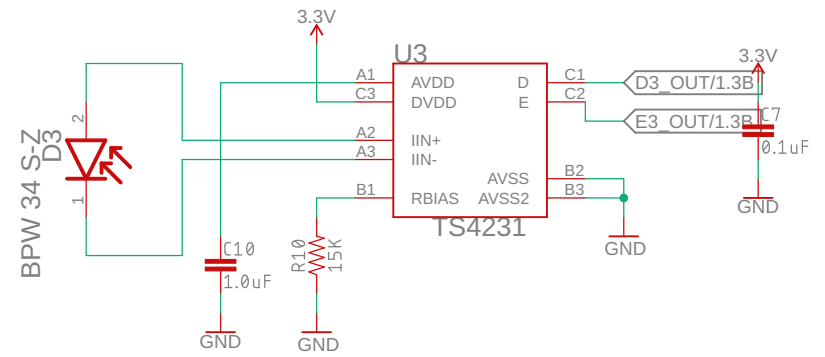 3.3V
U3
A1
AVDD
D
C1
D3_OUT/1.3B
3.3V
C3
DVDD
E
C2
E3_OUT/1.3B
C7
0.1uF
2
D3
BPW 34 S-Z
1
A2
IIN+
A3
IIN-
AVSS
B2
B1
RBIAS
AVSS2
B3
TS4231
GND
GND
C10
1.0uF
R10
15K
GND
GND